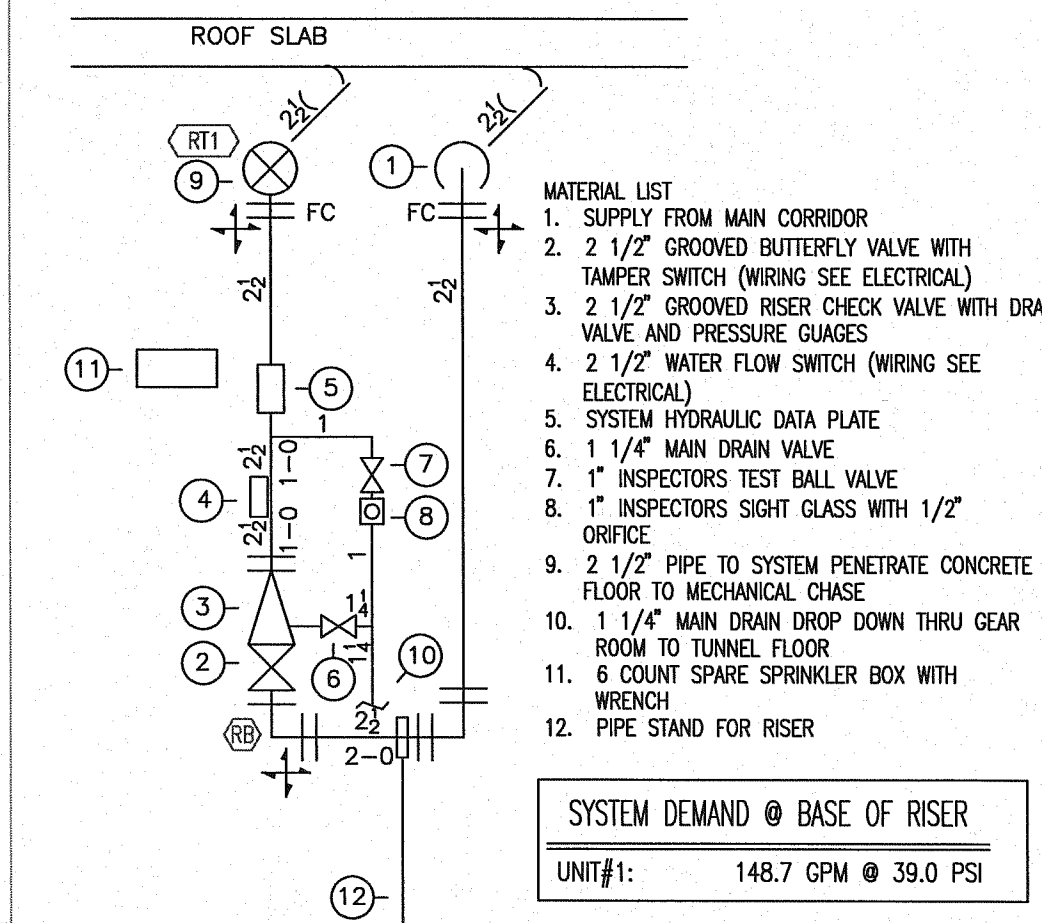 ROOF SLAB
2½(
2½(
RT1
9
1
FC
FC
2½
2½
11
5
1
2½
1-0
7
4
8
2½
1-0
1
3
1¼
2
6
1¼
10
RB
2½
2-0
12
MATERIAL LIST
1. SUPPLY FROM MAIN CORRIDOR
2. 2 1/2" GROOVED BUTTERFLY VALVE WITH
TAMPER SWITCH (WIRING SEE ELECTRICAL)
3. 2 1/2" GROOVED RISER CHECK VALVE WITH DRA
VALVE AND PRESSURE GUAGES
4. 2 1/2" WATER FLOW SWITCH (WIRING SEE
ELECTRICAL)
5. SYSTEM HYDRAULIC DATA PLATE
6. 1 1/4" MAIN DRAIN VALVE
7. 1" INSPECTORS TEST BALL VALVE
8. 1" INSPECTORS SIGHT GLASS WITH 1/2"
ORIFICE
9. 2 1/2" PIPE TO SYSTEM PENETRATE CONCRETE
FLOOR TO MECHANICAL CHASE
10. 1 1/4" MAIN DRAIN DROP DOWN THRU GEAR
ROOM TO TUNNEL FLOOR
11. 6 COUNT SPARE SPRINKLER BOX WITH
WRENCH
12. PIPE STAND FOR RISER
SYSTEM DEMAND @ BASE OF RISER
UNIT#1: 148.7 GPM @ 39.0 PSI